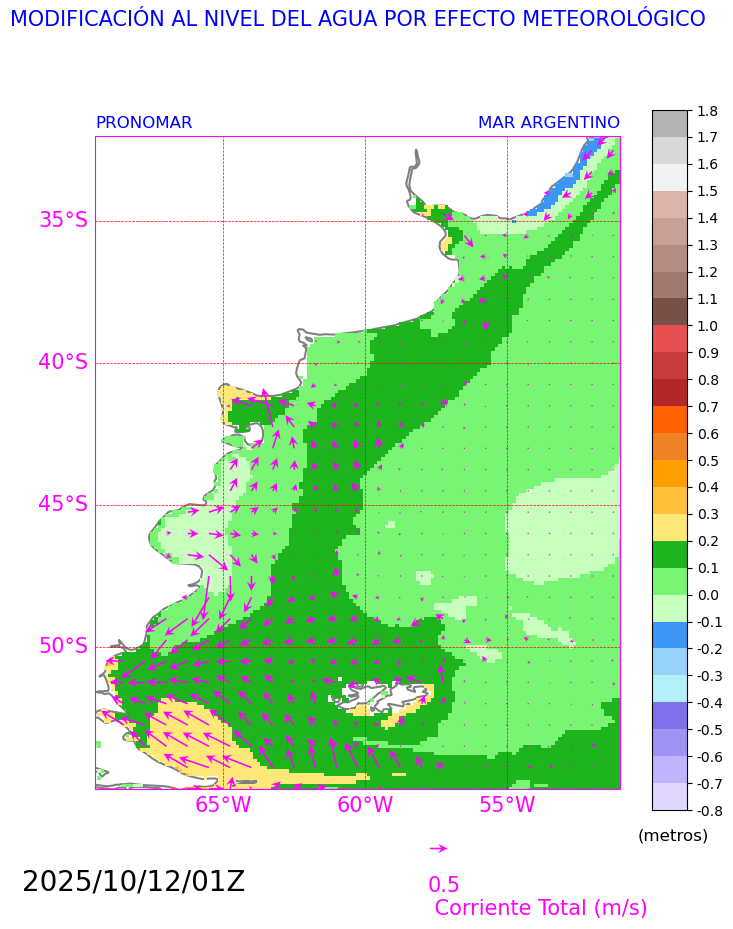 MODIFICACIÓN AL NIVEL DEL AGUA POR EFECTO METEOROLÓGICO
PRONOMAR
MAR ARGENTINO
35°S
40°S
45°S
50°S
65°W
60°W
55°W
1.8
1.7
1.6
1.5
1.4
1.3
1.2
1.1
1.0
0.9
0.8
0.7
0.6
0.5
0.4
0.3
0.2
0.1
0.0
-0.1
-0.2
-0.3
-0.4
-0.5
-0.6
-0.7
-0.8
(metros)
2025/10/12/01Z
0.5
Corriente Total (m/s)